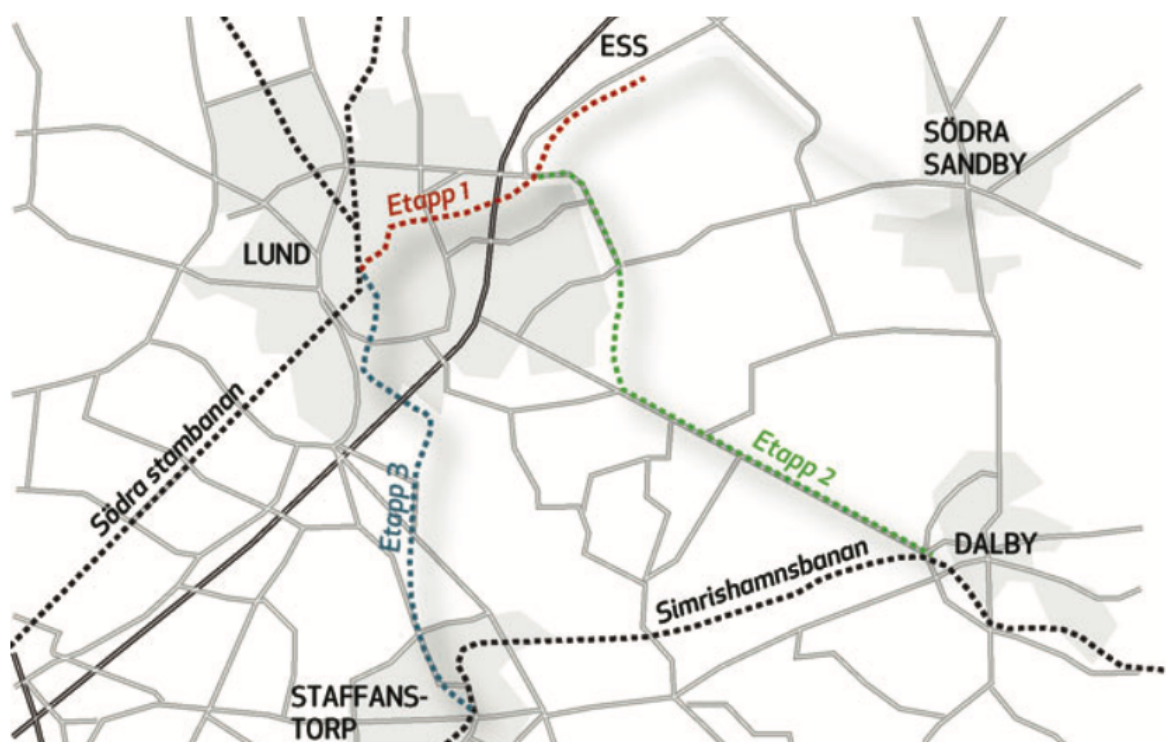 ESS
SÖDRA
SANDBY
Etapp 1
LUND
Södra stambanan
Etapp 2
Etapp 3
DALBY
Simrishamnsbanan
STAFFANS-
TORP